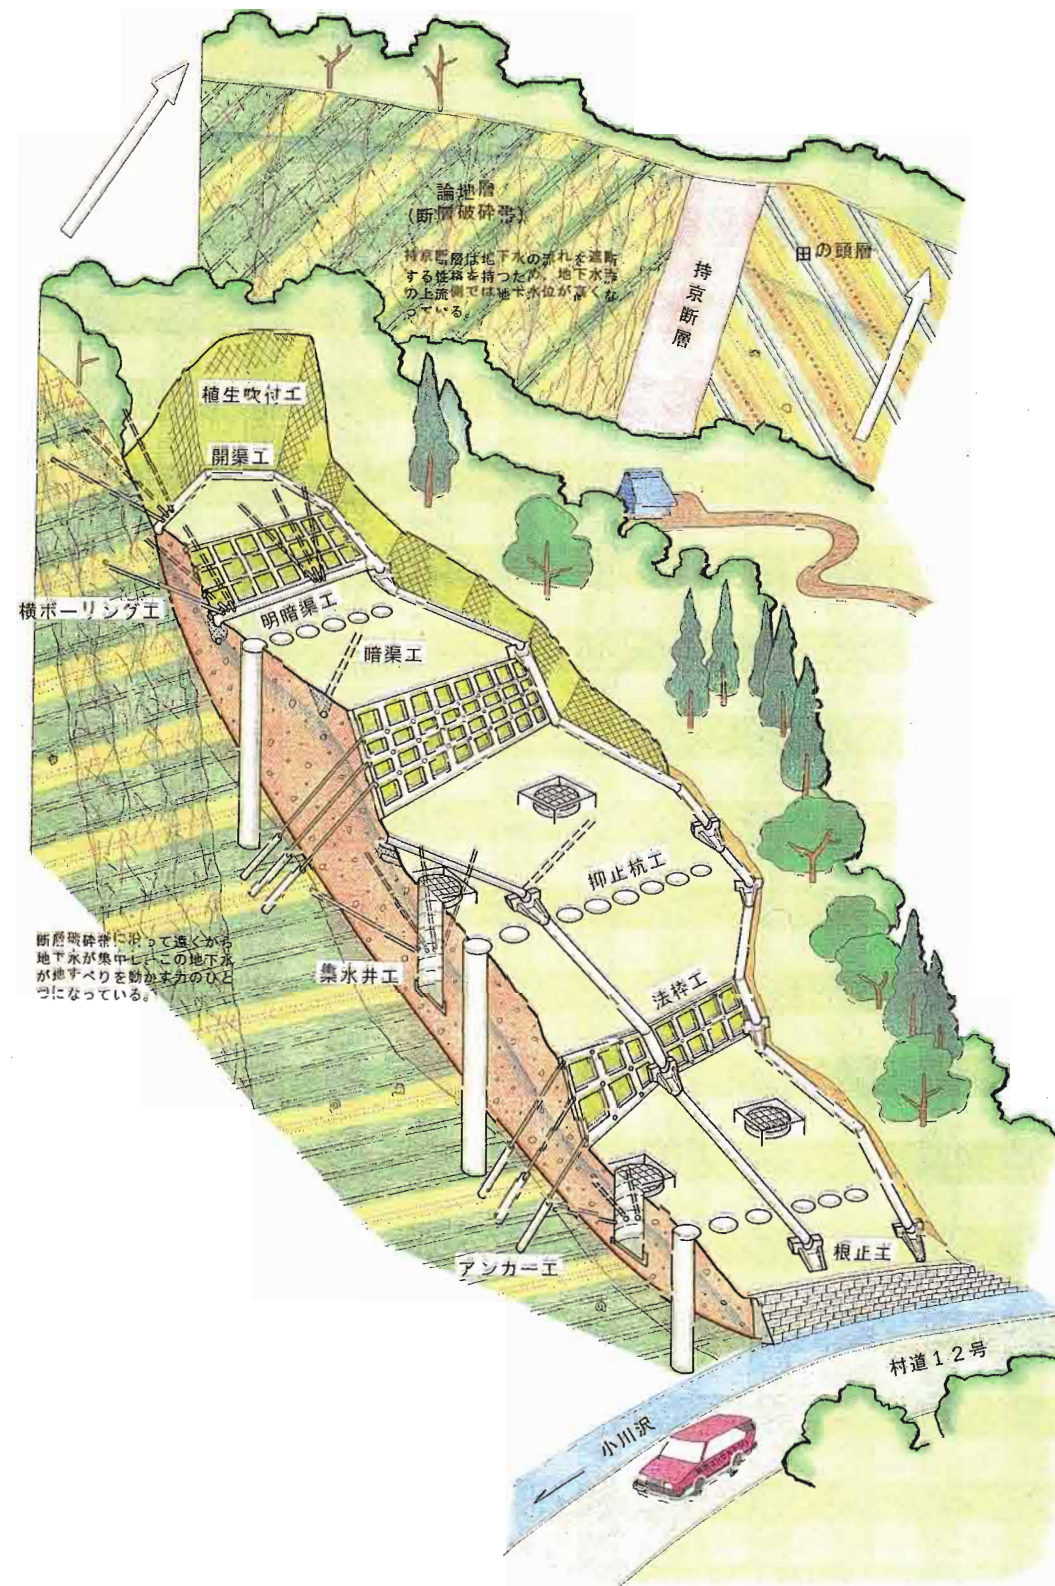 論地層
(断層破砕帯)
持京断層は地下水の流れを遮断
する性格を持つため、地下水流
の上流側では地下水位が高くな
っている。
田の頭層
持京断層
植生吹付工
開渠工
横ボーリング工
明暗渠工
暗渠工
抑止杭工
断層破砕帯に沿って遠くから
地下水が集中し、この地下水
が地すべりを動かす力のひと
つになっている。
集水井工
法枠工
アンカー工
根止工
村道12号
小川沢